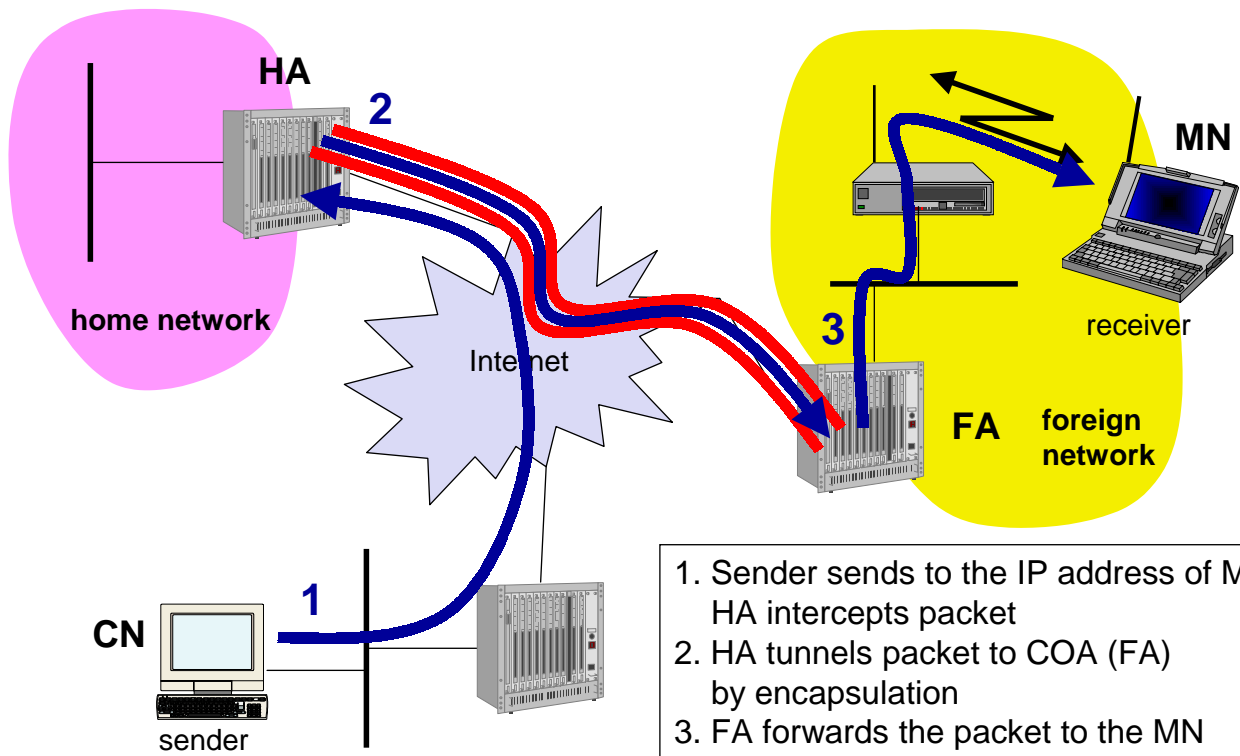 HA
2
MN
home network
Internet
3
receiver
FA
foreign
network
1
CN
sender
1. Sender sends to the IP address of M
HA intercepts packet
2. HA tunnels packet to COA (FA)
by encapsulation
3. FA forwards the packet to the MN